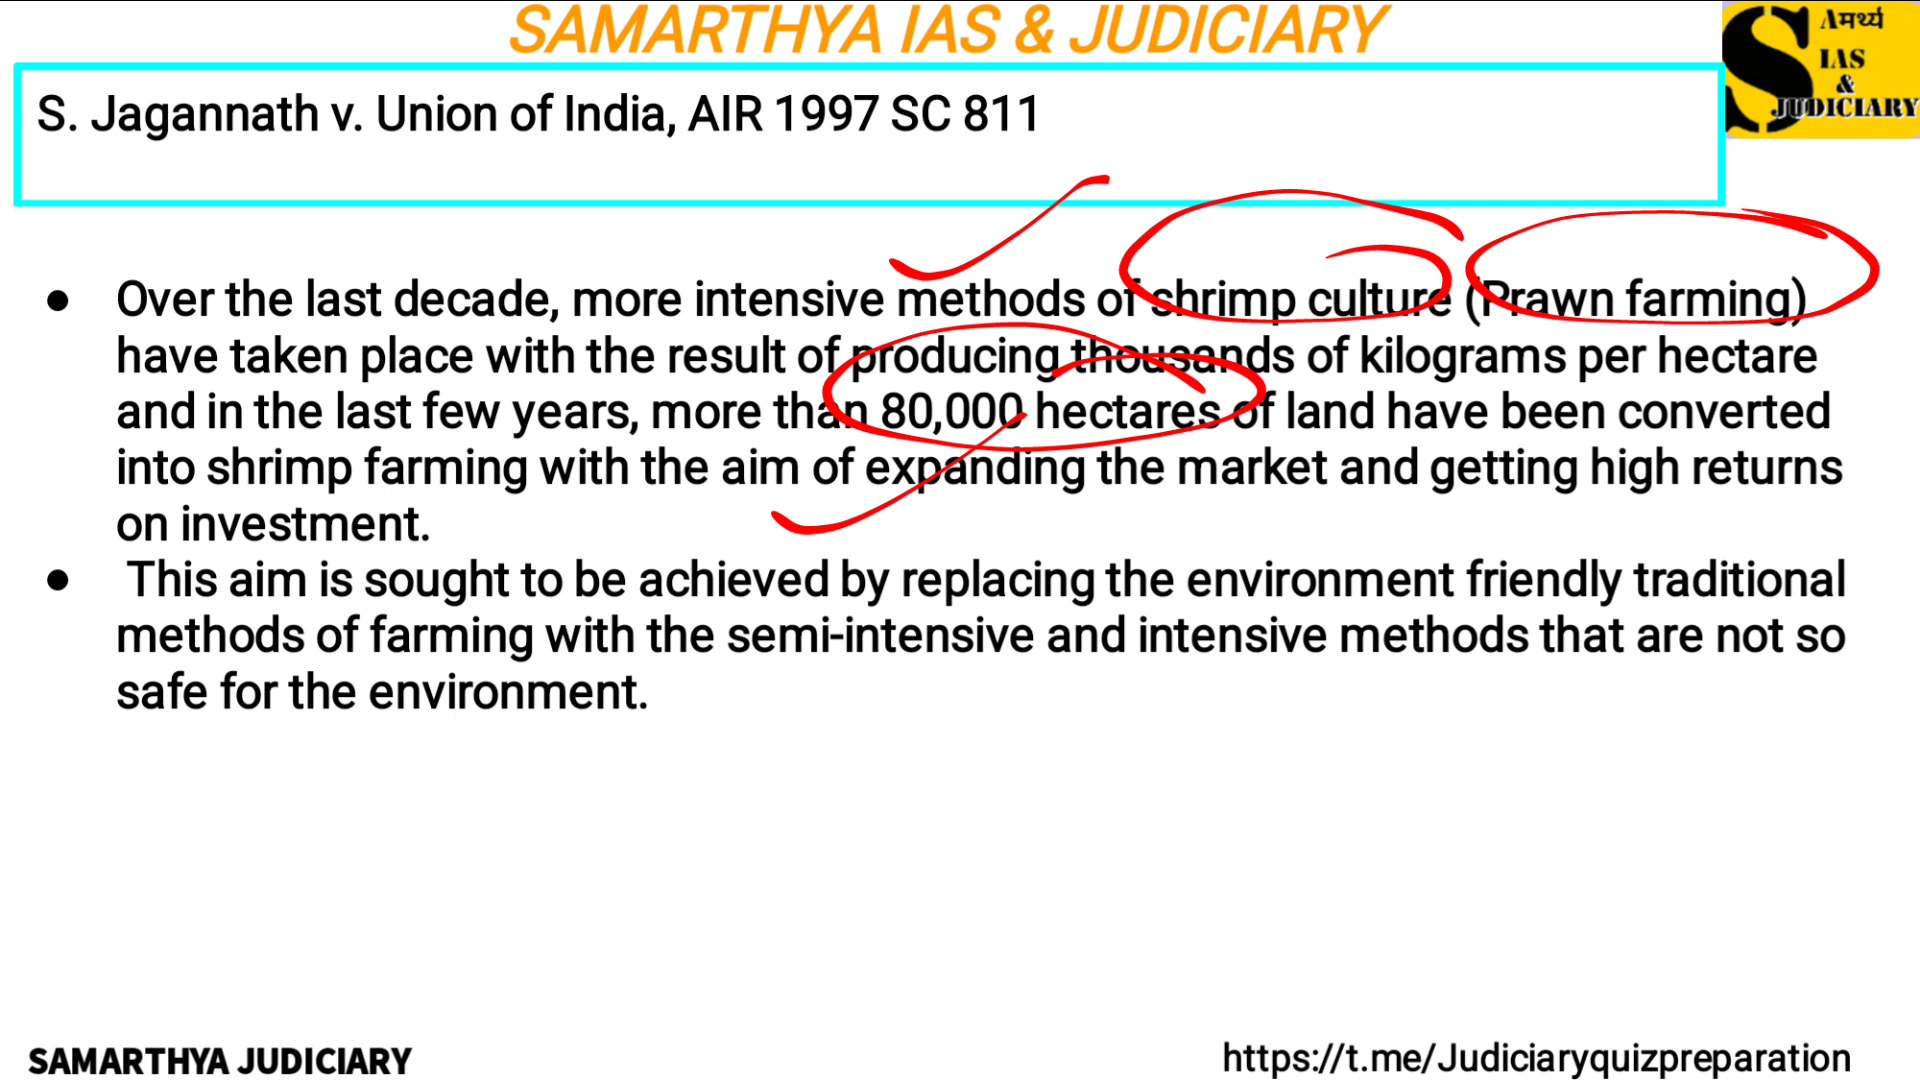 SAMARTHYA IAS & JUDICIARY
Aमर्थ्य
IAS
&
JUDICIARY
S. Jagannath v. Union of India, AIR 1997 SC 811
● Over the last decade, more intensive methods of shrimp culture (Prawn farming)
have taken place with the result of producing thousands of kilograms per hectare
and in the last few years, more than 80,000 hectares of land have been converted
into shrimp farming with the aim of expanding the market and getting high returns
on investment.
● This aim is sought to be achieved by replacing the environment friendly traditional
methods of farming with the semi-intensive and intensive methods that are not so
safe for the environment.
SAMARTHYA JUDICIARY
https://t.me/Judiciaryquizpreparation